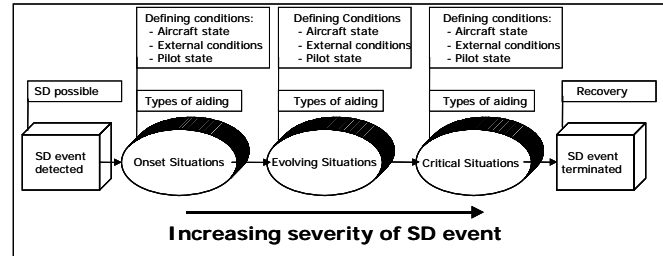 Defining conditions:
- Aircraft state
- External conditions
- Pilot state
Defining Conditions
- Aircraft state
- External conditions
- Pilot state
Defining conditions:
- Aircraft state
- External conditions
- Pilot state
SD possible
Types of aiding
Types of aiding
Types of aiding
Recovery
SD event
detected
Onset Situations
Evolving Situations
Critical Situations
SD event
terminated
Increasing severity of SD event